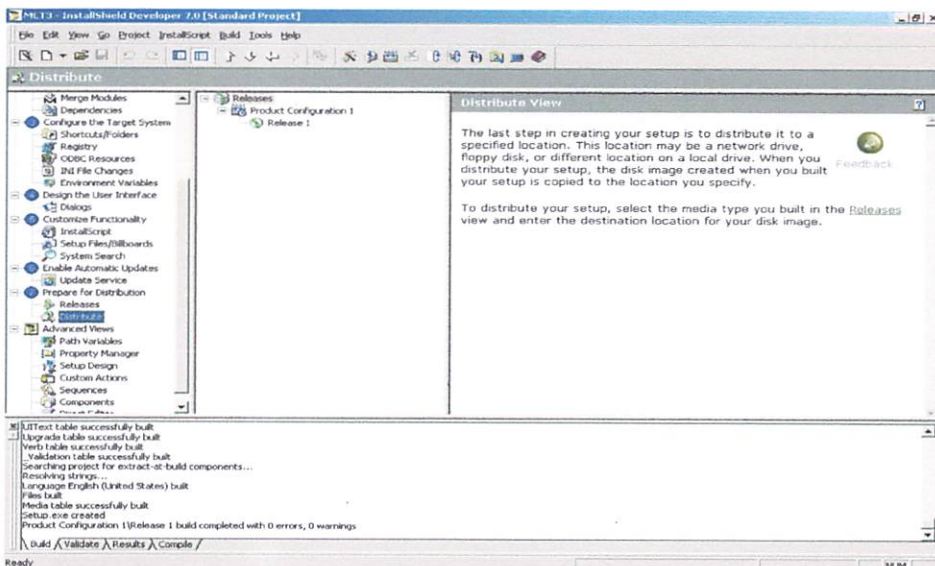 MLT3 - InstallShield Developer 7.0 [Standard Project]
File Edit View Go Project InstallScript Build Tools Help
Distribute
Merge Modules
Dependencies
Configure the Target System
Shortcuts/Folders
Registry
ODBC Resources
INI File Changes
Environment Variables
Design the User Interface
Dialogs
Customize Functionality
InstallScript
Setup Files/Billboards
System Search
Enable Automatic Updates
Update Service
Prepare for Distribution
Releases
Distribute
Advanced Views
Path Variables
Property Manager
Setup Design
Custom Actions
Sequences
Components
Releases
Product Configuration 1
Release 1
Distribute View
The last step in creating your setup is to distribute it to a
specified location. This location may be a network drive,
floppy disk, or different location on a local drive. When you
distribute your setup, the disk image created when you built
your setup is copied to the location you specify.
Feedback
To distribute your setup, select the media type you built in the Releases
view and enter the destination location for your disk image.
UIText table successfully built
Upgrade table successfully built
Verb table successfully built
_Validation table successfully built
Searching project for extract-at-build components...
Resolving strings...
Language English (United States) built
Files built
Media table successfully built
Setup.exe created
Product Configuration 1\Release 1 build completed with 0 errors, 0 warnings
Build Validate Results Compile
Ready